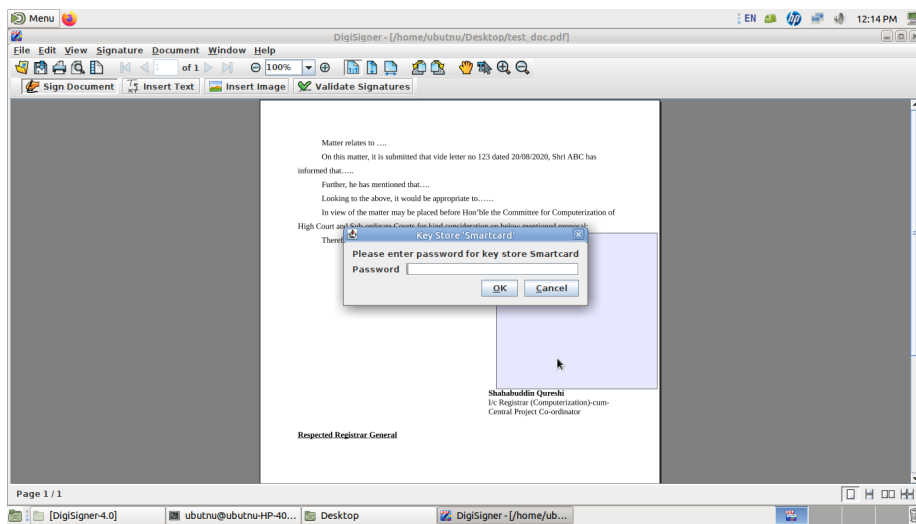 Menu
EN
12:14 PM
DigiSigner - [/home/ubutnu/Desktop/test_doc.pdf]
File Edit View Signature Document Window Help
1 of 1 100%
Sign Document Insert Text Insert Image Validate Signatures
Matter relates to ....
On this matter, it is submitted that vide letter no 123 dated 20/08/2020, Shri ABC has
informed that.....
Further, he has mentioned that....
Looking to the above, it would be appropriate to......
In view of the matter may be placed before Hon'ble the Committee for Computerization of
High Court and Sub-ordinate Courts for kind consideration on below mentioned proposal:
Theref
Key Store 'Smartcard'
Please enter password for key store Smartcard
Password
OK Cancel
Shahabuddin Qureshi
I/c Registrar (Computerization)-cum-
Central Project Co-ordinator
Respected Registrar General
Page 1 / 1
[DigiSigner-4.0] ubutnu@ubutnu-HP-40... Desktop DigiSigner - [/home/ub...